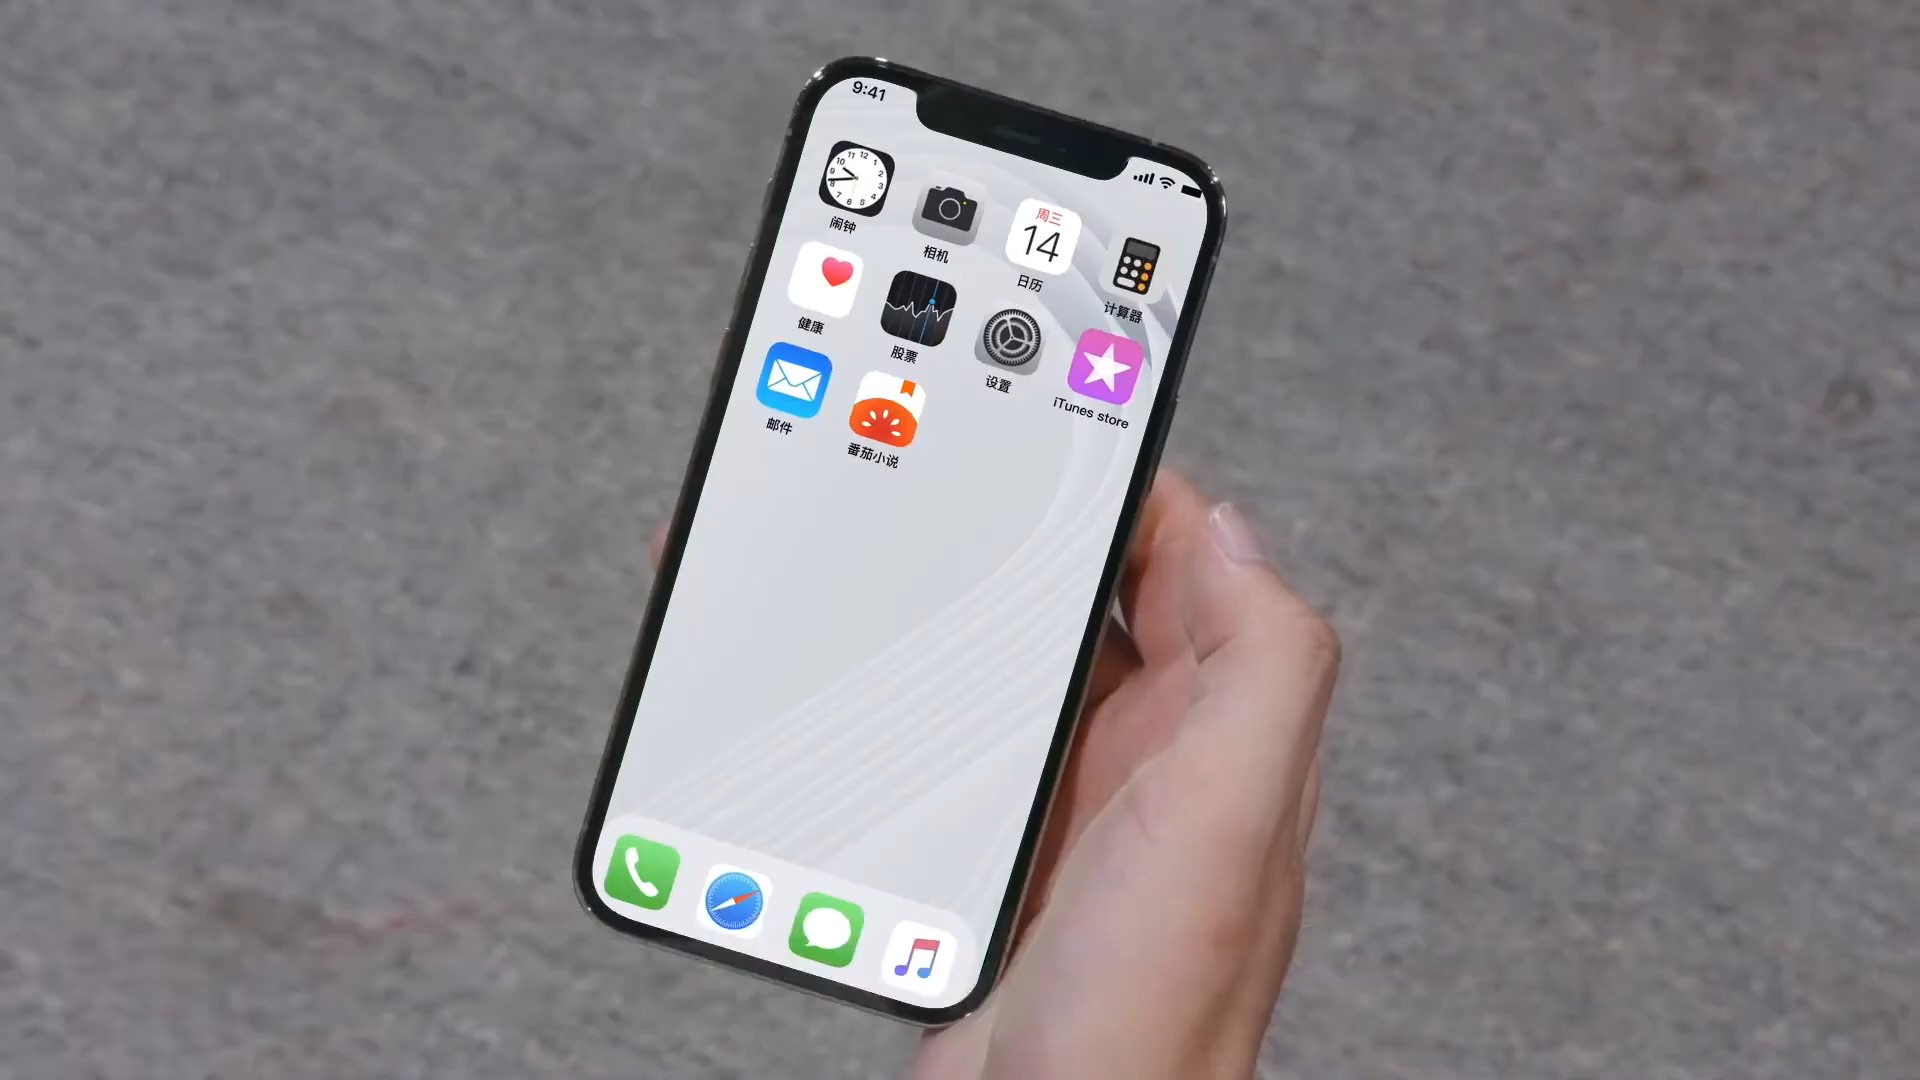 9:41
闹钟
相机
周三
14
日历
计算器
健康
股票
设置
iTunes store
邮件
番茄小说